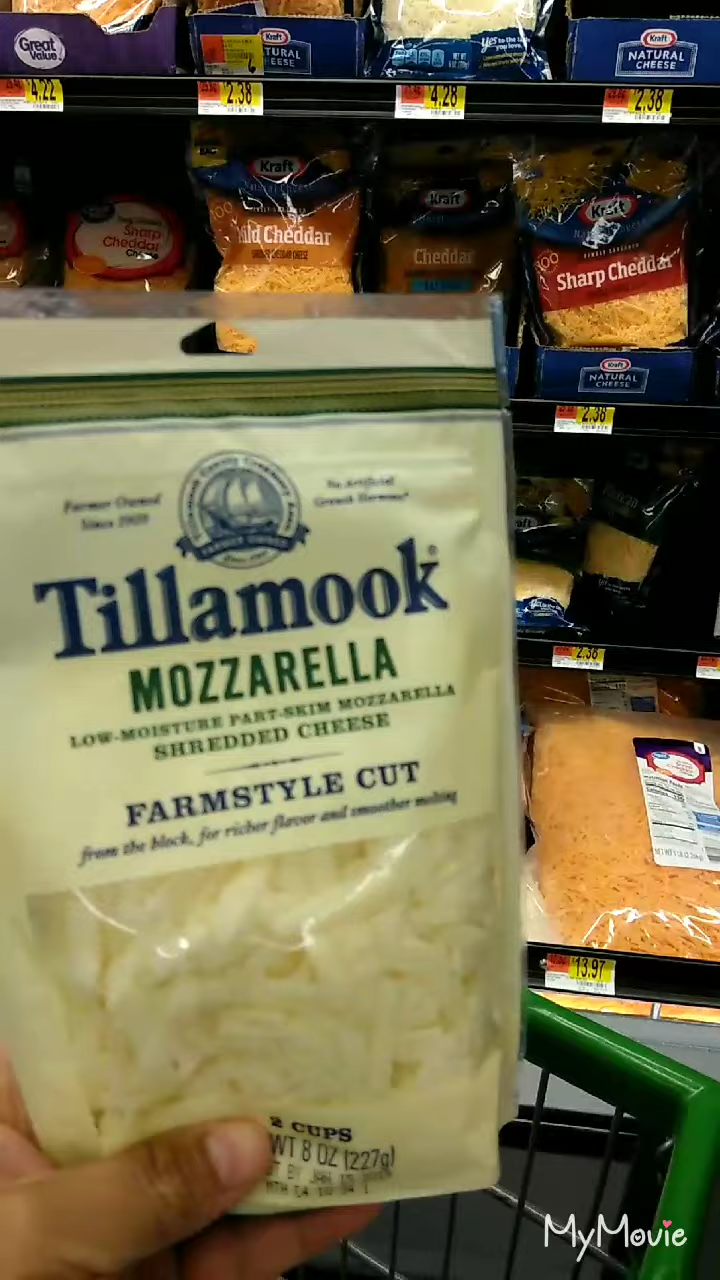 Great Value
Kraft
NATURAL CHEESE
Kraft
NATURAL CHEESE
4.22
2.38
4.28
2.38
Kraft
Mild Cheddar
Kraft
Cheddar
Kraft
Sharp Cheddar
Sharp
Cheddar
Kraft
NATURAL CHEESE
2.38
Kraft
2.38
13.97
Farmer Owned
Since 1909
No Artificial
Growth Hormones*
Tillamook®
MOZZARELLA
LOW-MOISTURE PART-SKIM MOZZARELLA
SHREDDED CHEESE
FARMSTYLE CUT
from the block, for richer flavor and smoother melting
2 CUPS
WT 8 OZ (227g)
MyMovie